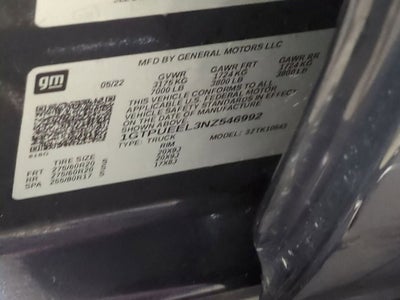 MFD BY GENERAL MOTORS LLC
gm
05/22
GVWR GAWR FRT GAWR RR
3175 KG 1724 KG 1724 KG
7000 LB 3800 LB 3800 LB
THIS VEHICLE CONFORMS TO ALL
APPLICABLE U.S. FEDERAL MOTOR
VEHICLE SAFETY STANDARDS IN EFFECT
ON THE DATE OF MANUFACTURE
1GTPUEEL3NZ546992
TYPE: TRUCK MODEL:
TIRE SIZE RIM
FRT 275/60R20 S 20X9J
RR 275/60R20 S 20X9J
SPA 255/80R17 S 17X8J